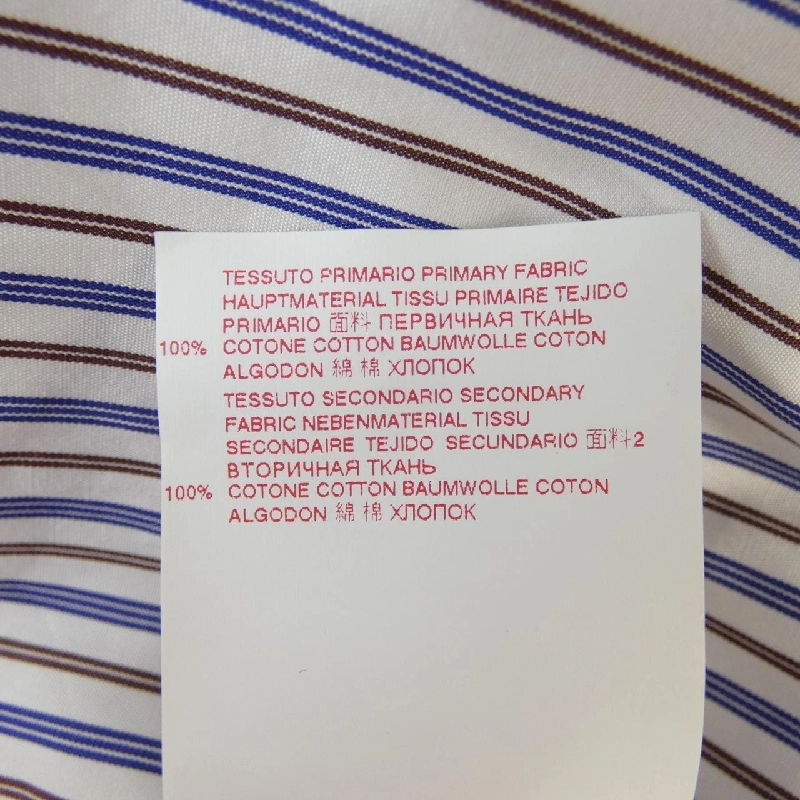 TESSUTO PRIMARIO PRIMARY FABRIC
HAUPTMATERIAL TISSU PRIMAIRE TEJIDO
PRIMARIO 面料 ПЕРВИЧНАЯ ТКАНЬ
100% COTONE COTTON BAUMWOLLE COTON
ALGODON 綿 棉 ХЛОПОК
TESSUTO SECONDARIO SECONDARY
FABRIC NEBENMATERIAL TISSU
SECONDAIRE TEJIDO SECUNDARIO 面料2
ВТОРИЧНАЯ ТКАНЬ
100% COTONE COTTON BAUMWOLLE COTON
ALGODON 綿 棉 ХЛОПОК